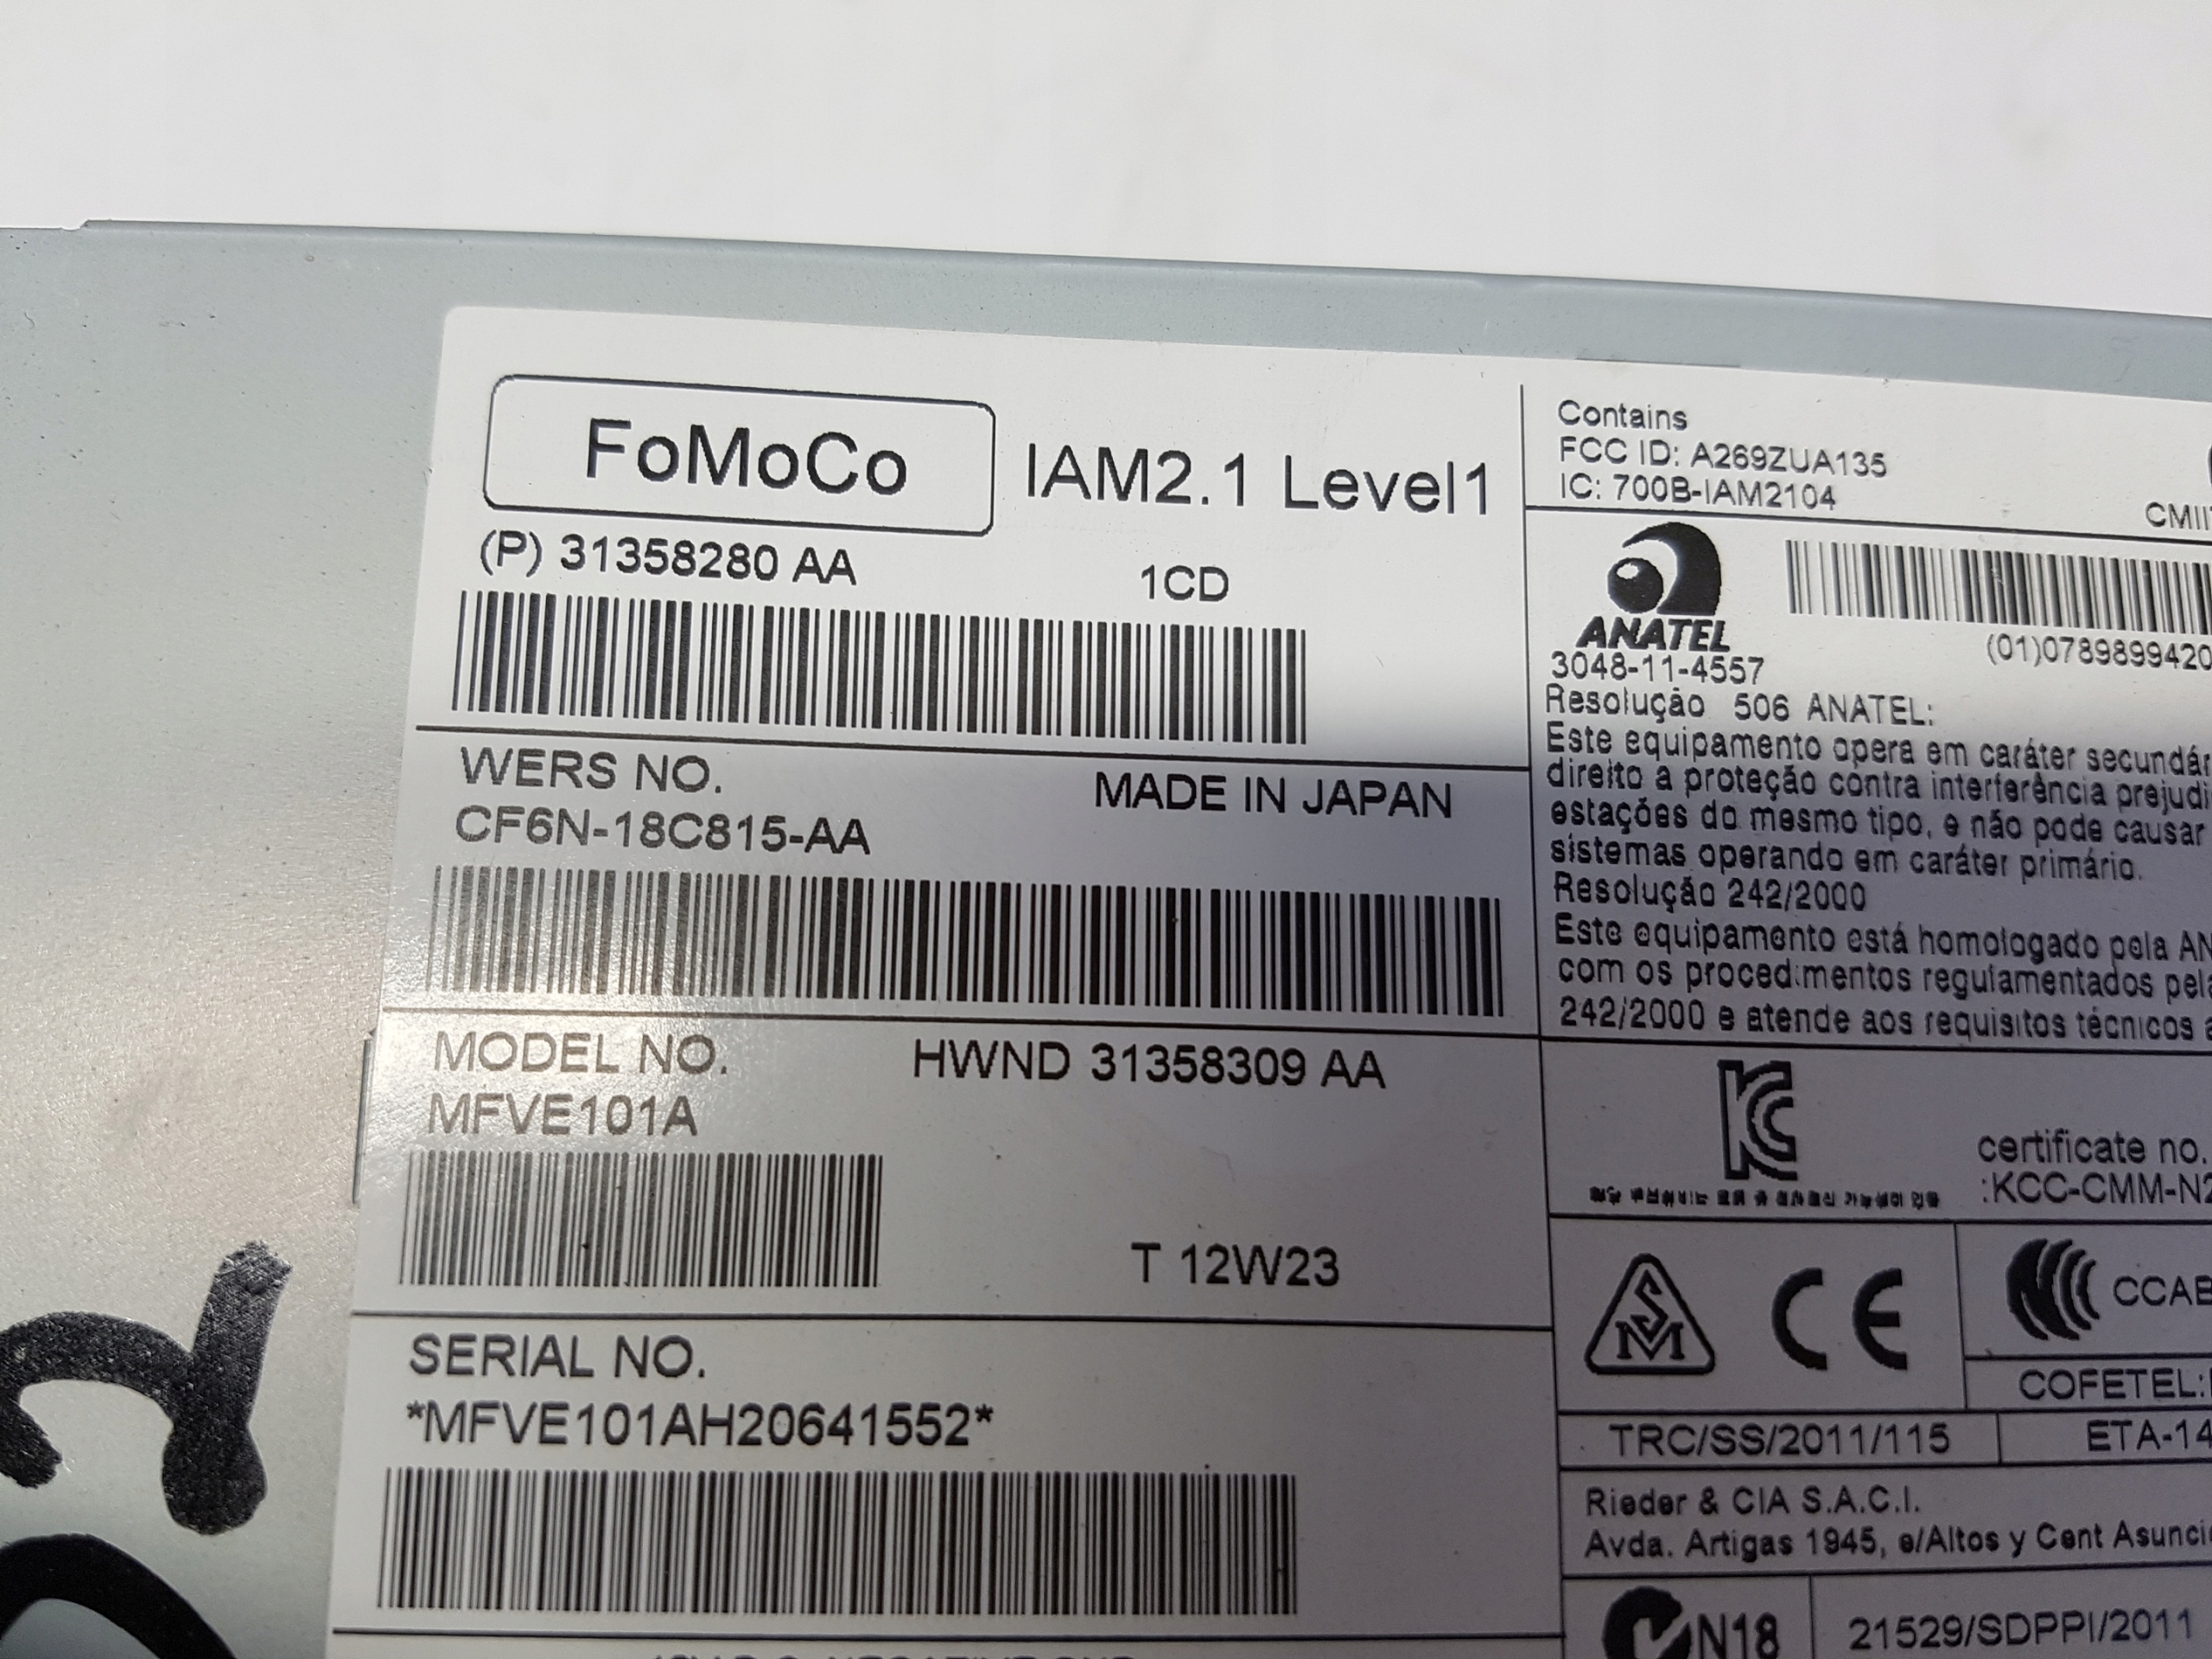 FoMoCo IAM2.1 Level1
(P) 31358280 AA 1CD
WERS NO. MADE IN JAPAN
CF6N-18C815-AA
MODEL NO. HWND 31358309 AA
MFVE101A
T 12W23
SERIAL NO.
*MFVE101AH20641552*
Contains
FCC ID: A269ZUA135
IC: 700B-IAM2104
CMII
ANATEL
3048-11-4557
(01)0789899420
Resolução 506 ANATEL:
Este equipamento opera em caráter secundár
direito a proteção contra interferência prejudi
estações do mesmo tipo, e não pode causar
sistemas operando em caráter primário.
Resolução 242/2000
Este equipamento está homologado pela AN
com os procedimentos regulamentados pela
242/2000 e atende aos requisitos técnicos a
certificate no.
:KCC-CMM-N2
CE
CCAE
COFETEL:
TRC/SS/2011/115 ETA-14
Rieder & CIA S.A.C.I.
Avda. Artigas 1945, e/Altos y Cent Asunci
N18 21529/SDPPI/2011